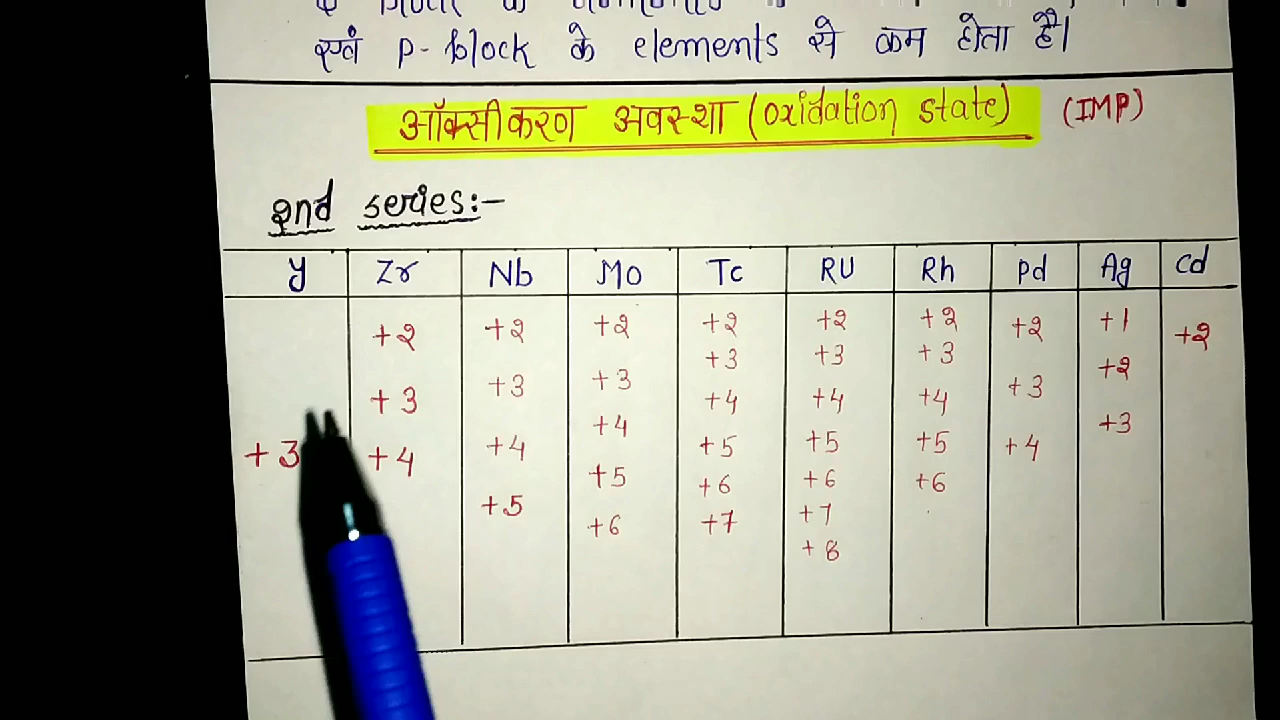 एवं p-block के elements से कम होता है।
ऑक्सीकरण अवस्था (oxidation state) (IMP)
2nd series:-
Y Zr Nb Mo Tc RU Rh Pd Ag Cd
+2 +2 +2 +2 +2 +2 +2 +1 +2
+3 +3 +3 +3 +3 +3 +3 +2
+3 +4 +4 +4 +4 +4 +4 +4 +3
+5 +5 +5 +5 +5
+6 +6 +6 +6
+7 +7
+8